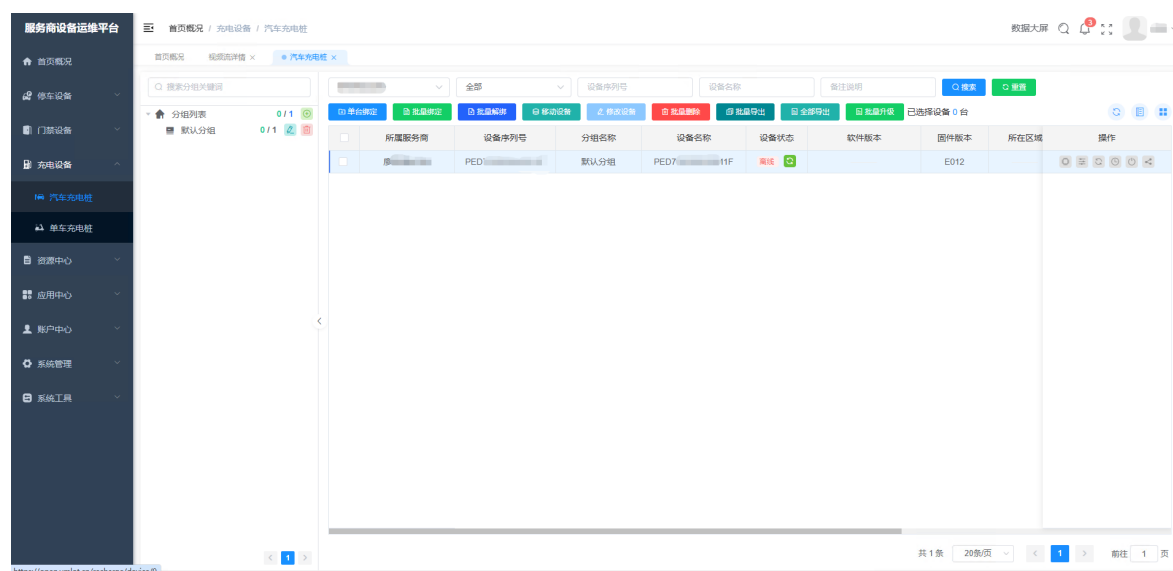 服务商设备运维平台
首页概况 / 充电设备 / 汽车充电桩
数据大屏
3
首页概况
停车设备
门禁设备
充电设备
汽车充电桩
单车充电桩
资源中心
应用中心
账户中心
系统管理
系统工具
首页概况 视频流详情 × 汽车充电桩 ×
搜索分组关键词
分组列表 0 / 1
默认分组 0 / 1
全部 设备序列号 设备名称 备注说明 搜索 重置
单台绑定 批量绑定 批量解绑 移动设备 修改设备 批量删除 批量导出 全部导出 批量升级 已选择设备 0 台
所属服务商 设备序列号 分组名称 设备名称 设备状态 软件版本 固件版本 所在区域 操作
PED 默认分组 PED7 11F 离线 E012
1
共 1 条 20条/页 1 前往 1 页